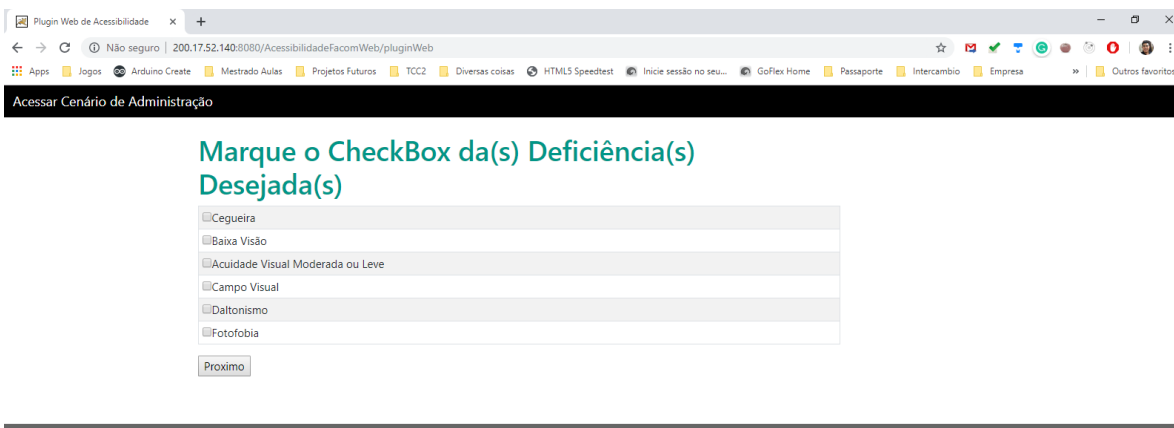 Plugin Web de Acessibilidade
Não seguro | 200.17.52.140:8080/AcessibilidadeFacomWeb/pluginWeb
Apps Jogos Arduino Create Mestrado Aulas Projetos Futuros TCC2 Diversas coisas HTML5 Speedtest Inicie sessão no seu... GoFlex Home Passaporte Intercambio Empresa » Outros favoritos
Acessar Cenário de Administração
Marque o CheckBox da(s) Deficiência(s)
Desejada(s)
Cegueira
Baixa Visão
Acuidade Visual Moderada ou Leve
Campo Visual
Daltonismo
Fotofobia
Proximo